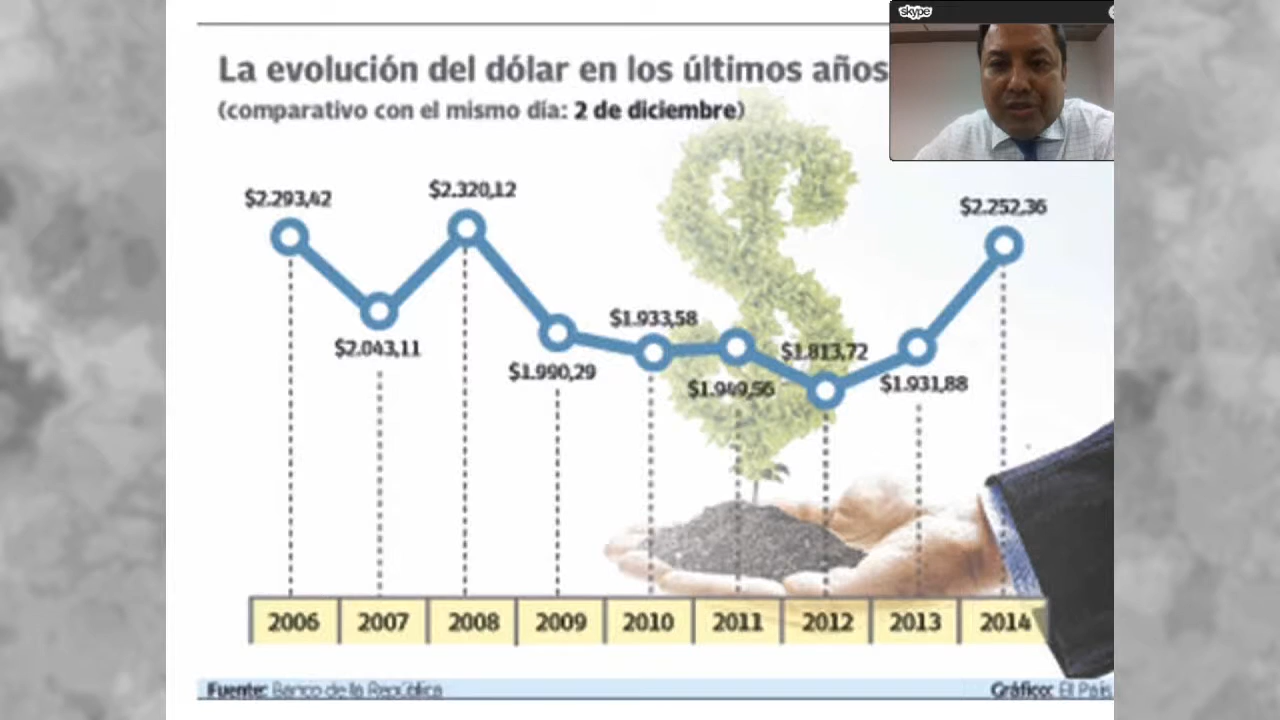 skype
La evolución del dólar en los últimos años
(comparativo con el mismo día: 2 de diciembre)
$2.293,42
$2.320,12
$2.252,36
$2.043,11
$1.990,29
$1.933,58
$1.949,56
$1.813,72
$1.931,88
2006 2007 2008 2009 2010 2011 2012 2013 2014
Fuente: Banco de la República
Gráfico: El País